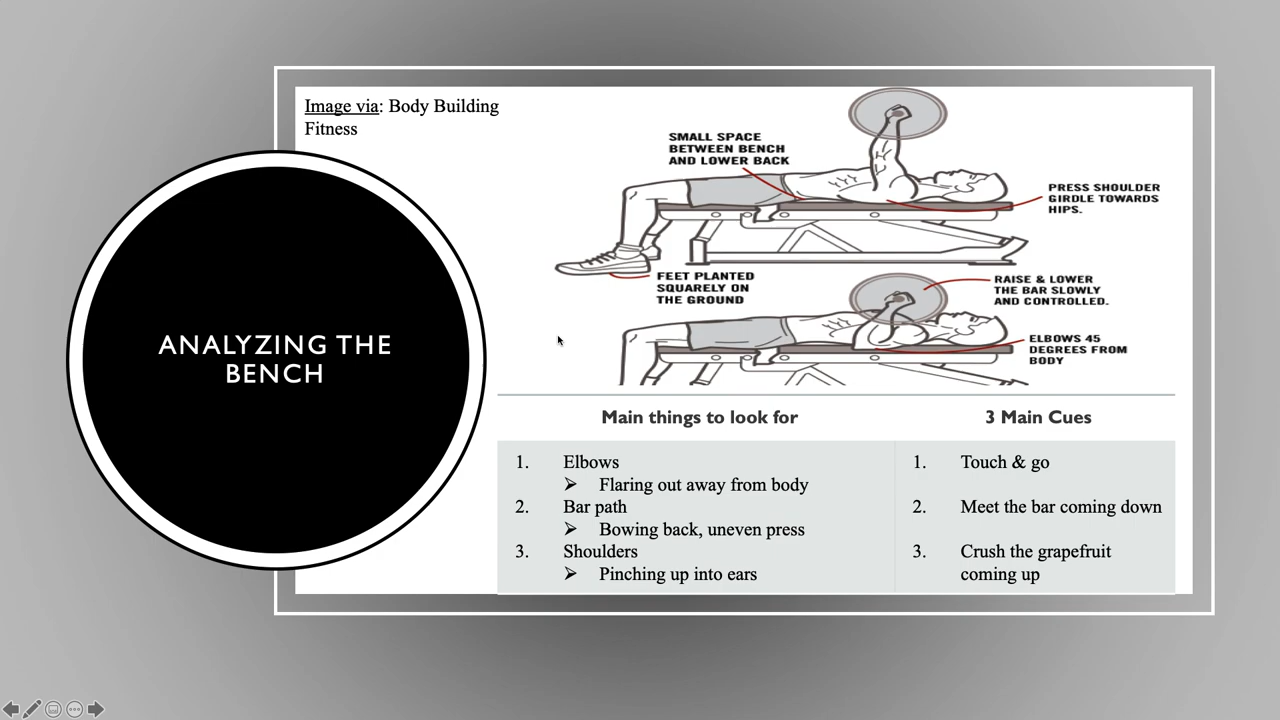 Image via: Body Building
Fitness
ANALYZING THE
BENCH
SMALL SPACE
BETWEEN BENCH
AND LOWER BACK
PRESS SHOULDER
GIRDLE TOWARDS
HIPS.
FEET PLANTED
SQUARELY ON
THE GROUND
RAISE & LOWER
THE BAR SLOWLY
AND CONTROLLED.
ELBOWS 45
DEGREES FROM
BODY
Main things to look for
1. Elbows
➢ Flaring out away from body
2. Bar path
➢ Bowing back, uneven press
3. Shoulders
➢ Pinching up into ears
3 Main Cues
1. Touch & go
2. Meet the bar coming down
3. Crush the grapefruit
coming up